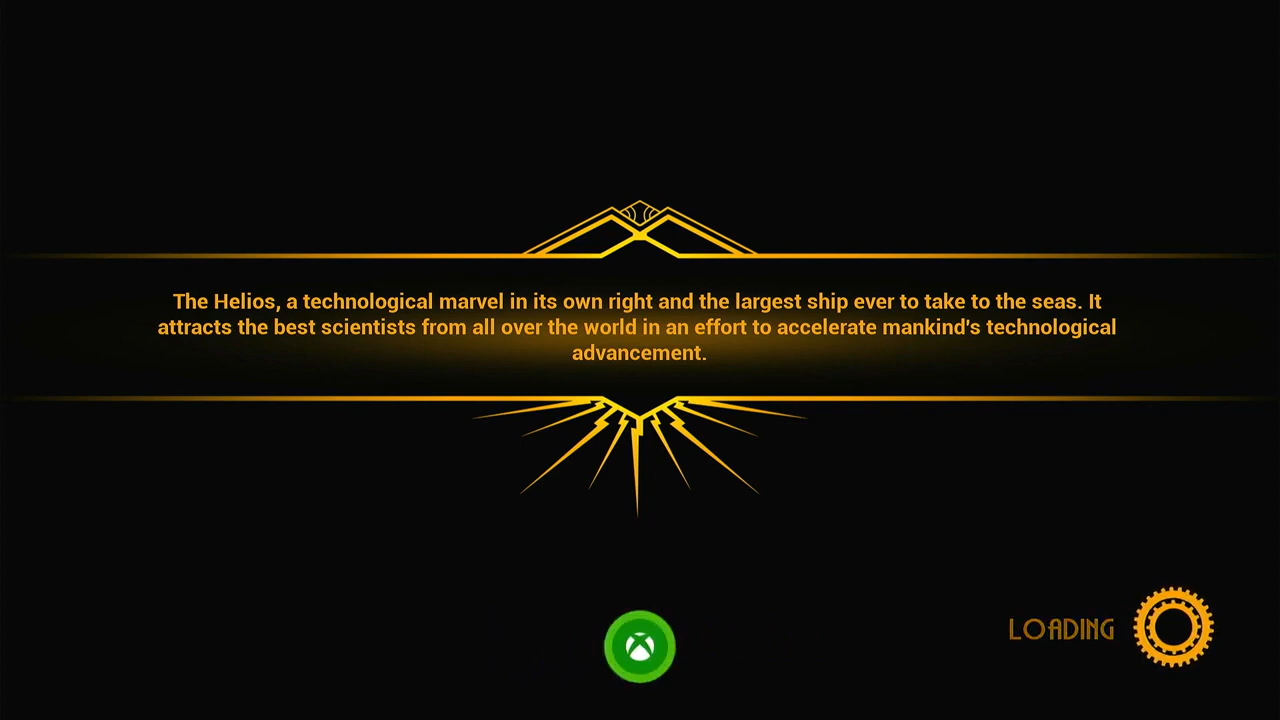 The Helios, a technological marvel in its own right and the largest ship ever to take to the seas. It
attracts the best scientists from all over the world in an effort to accelerate mankind's technological
advancement.
LOADING